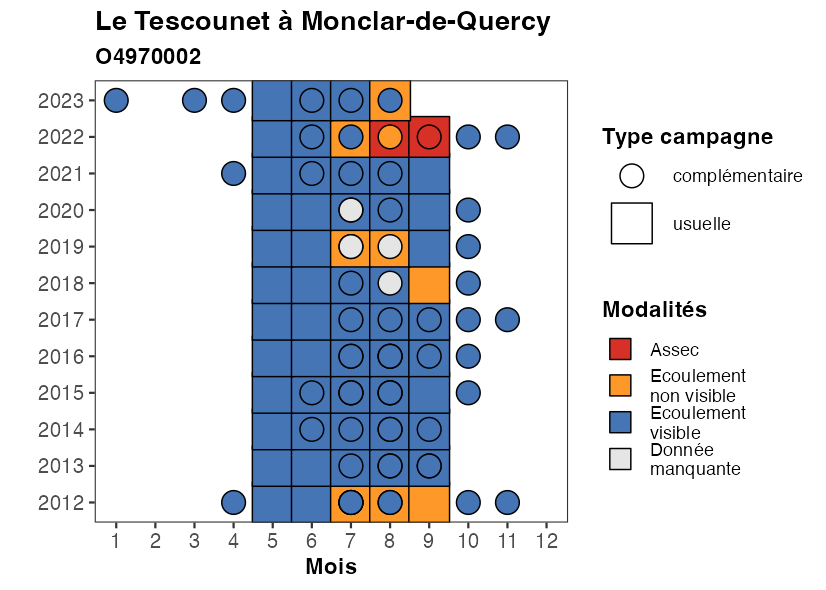 Le Tescounet à Monclar-de-Quercy
O4970002
2023
2022
2021
2020
2019
2018
2017
2016
2015
2014
2013
2012
1 2 3 4 5 6 7 8 9 10 11 12
Mois
Type campagne
complémentaire
usuelle
Modalités
Assec
Ecoulement
non visible
Ecoulement
visible
Donnée
manquante